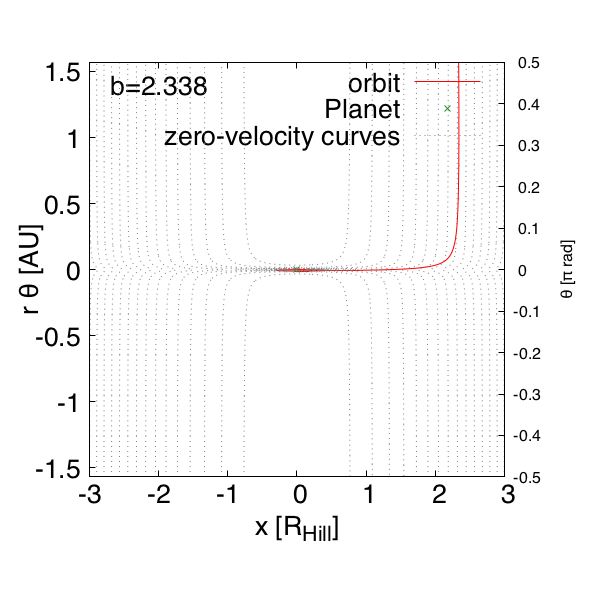 b=2.338
orbit
Planet
zero-velocity curves
1.5
1
0.5
0
-0.5
-1
-1.5
r θ [AU]
0.5
0.4
0.3
0.2
0.1
0
-0.1
-0.2
-0.3
-0.4
-0.5
θ [π rad]
-3 -2 -1 0 1 2 3
x [R_Hill]